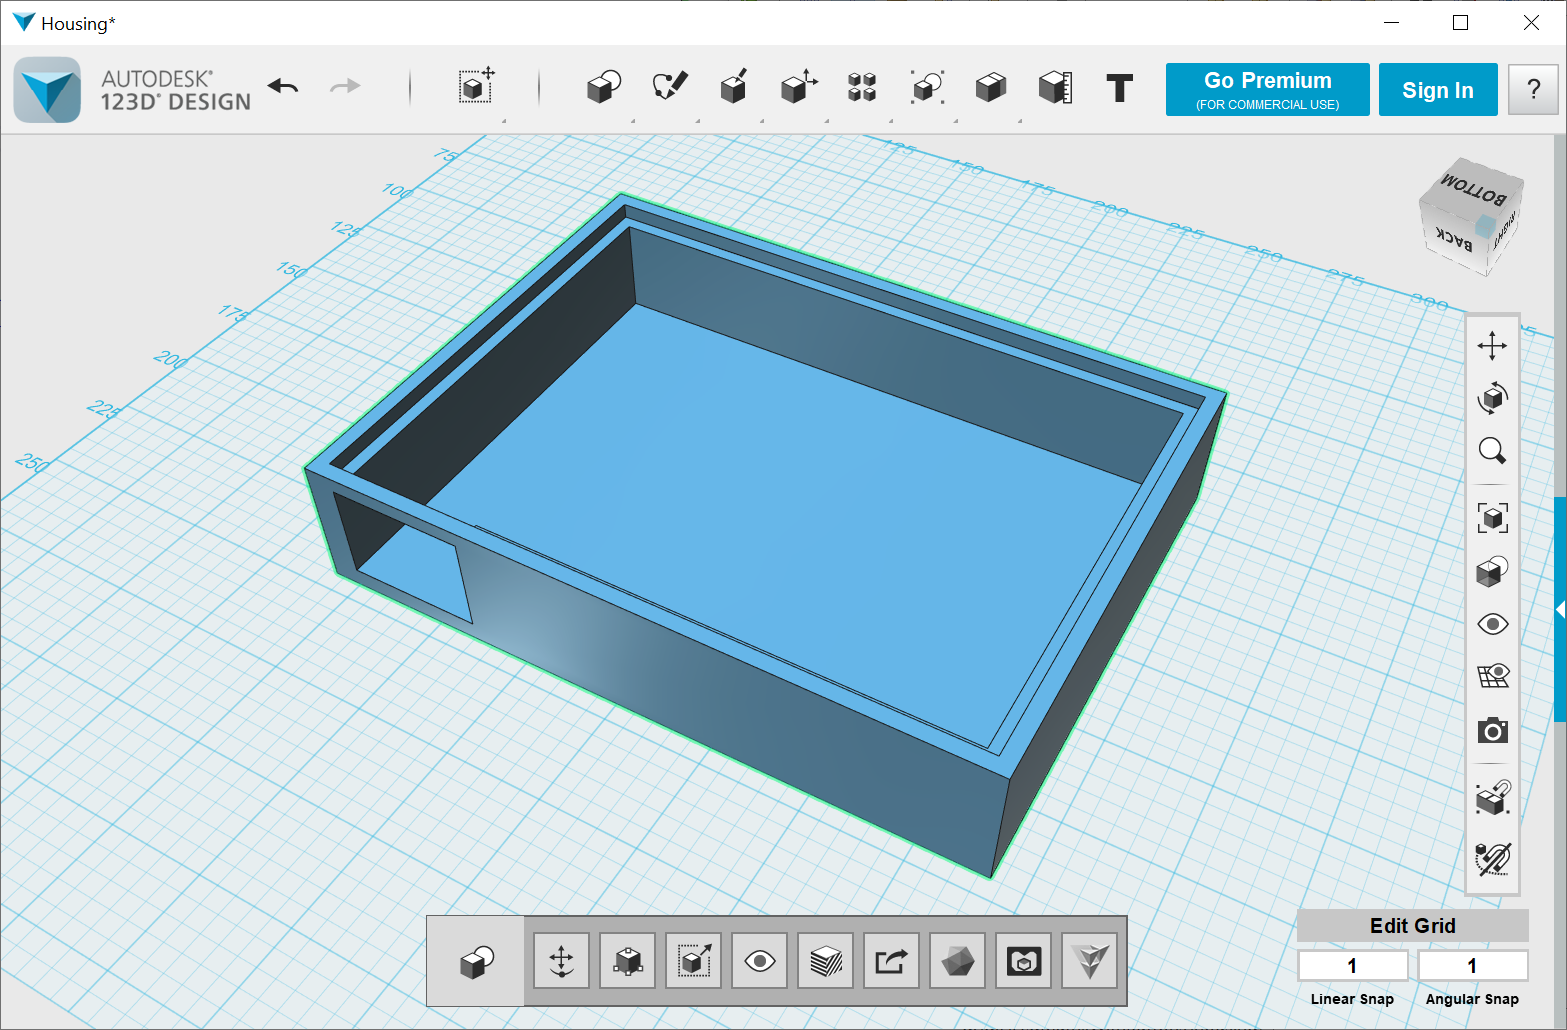 Housing*
AUTODESK®
123D® DESIGN
Go Premium
(FOR COMMERCIAL USE)
Sign In
?
T
75
100
125
150
175
200
225
250
125
150
175
200
225
250
275
300
BOTTOM
BACK
RIGHT
Edit Grid
1
1
Linear Snap
Angular Snap